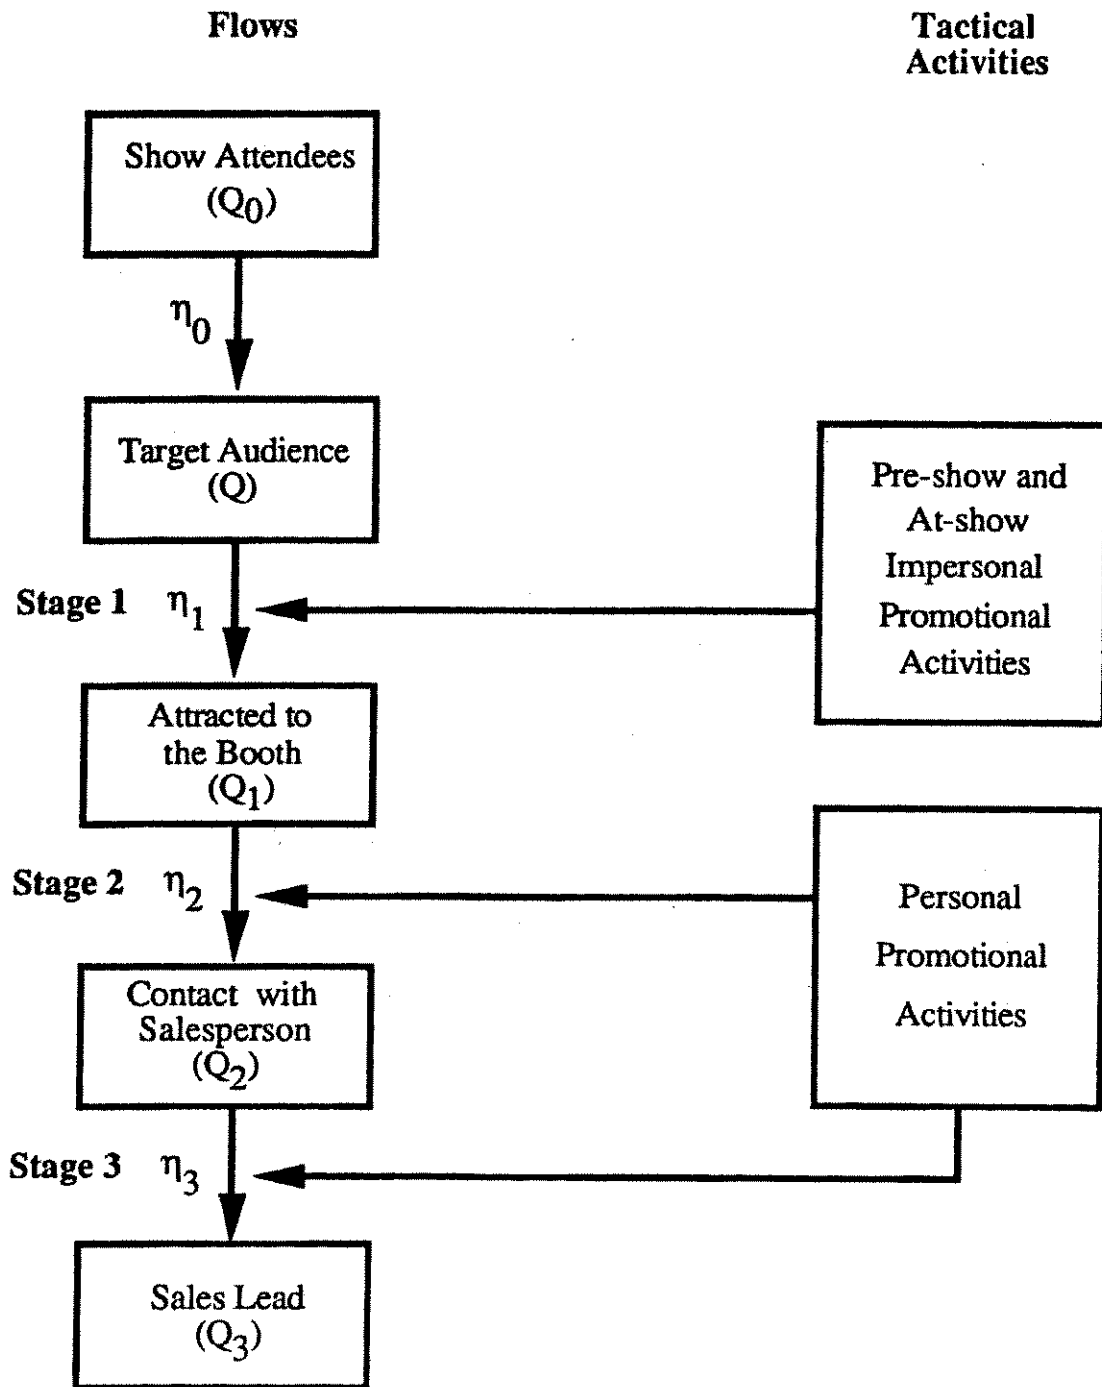 Flows
Tactical
Activities
Show Attendees
(Q0)
η0
Target Audience
(Q)
Pre-show and
At-show
Impersonal
Promotional
Activities
Stage 1 η1
Attracted to
the Booth
(Q1)
Stage 2 η2
Personal
Promotional
Activities
Contact with
Salesperson
(Q2)
Stage 3 η3
Sales Lead
(Q3)